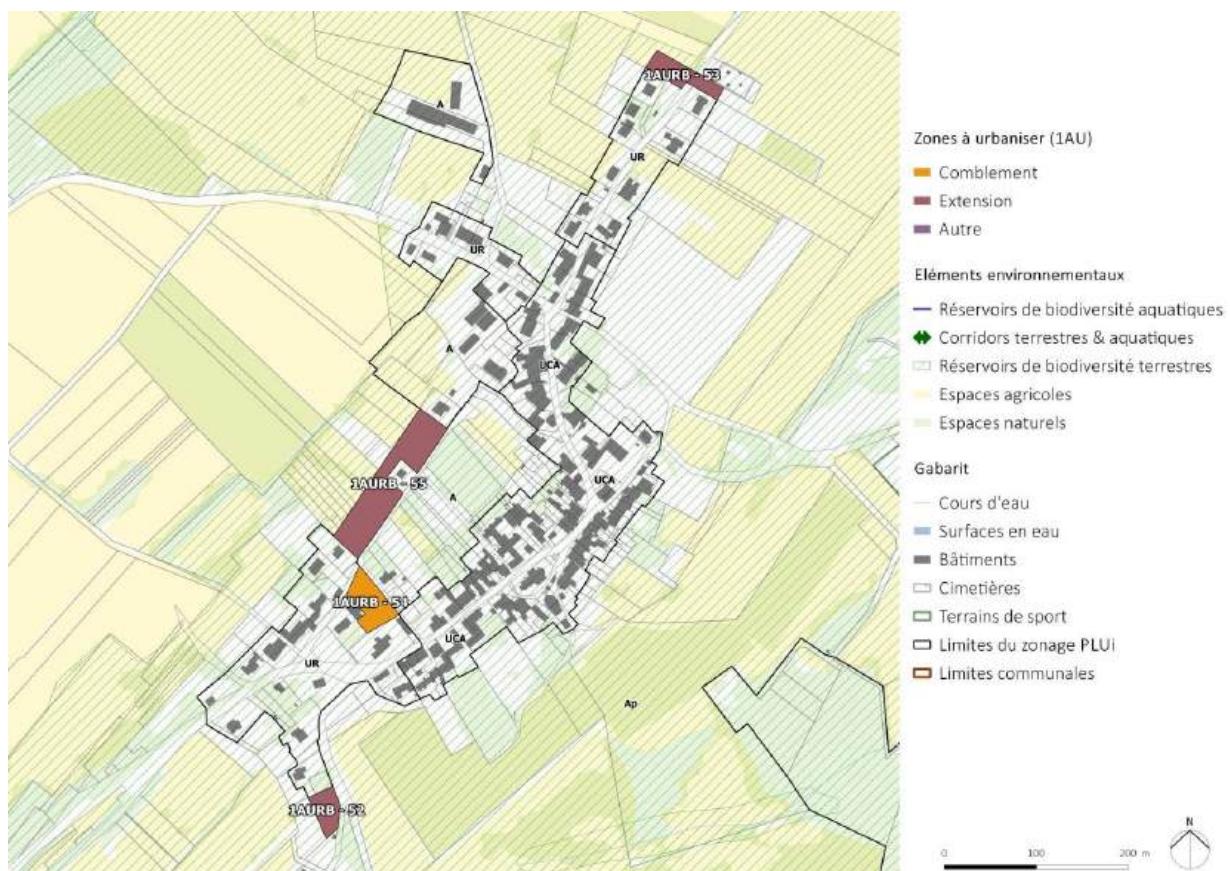 1AURB - 53
A
UR
UR
A
UCA
1AURB - 55
A
UCA
1AURB - 51
UCA
UR
Ap
1AURB - 52
Zones à urbaniser (1AU)
Comblement
Extension
Autre
Eléments environnementaux
Réservoirs de biodiversité aquatiques
Corridors terrestres & aquatiques
Réservoirs de biodiversité terrestres
Espaces agricoles
Espaces naturels
Gabarit
Cours d'eau
Surfaces en eau
Bâtiments
Cimetières
Terrains de sport
Limites du zonage PLUi
Limites communales
N
0 100 200 m